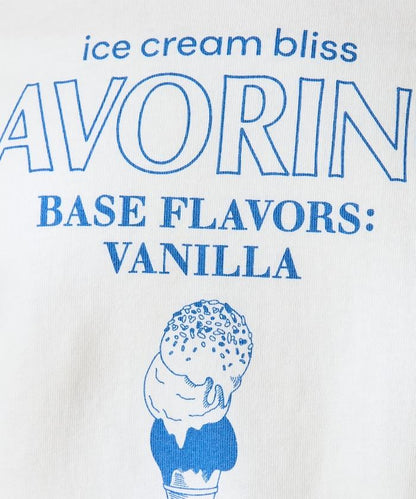 ice cream bliss
AVORIN
BASE FLAVORS:
VANILLA